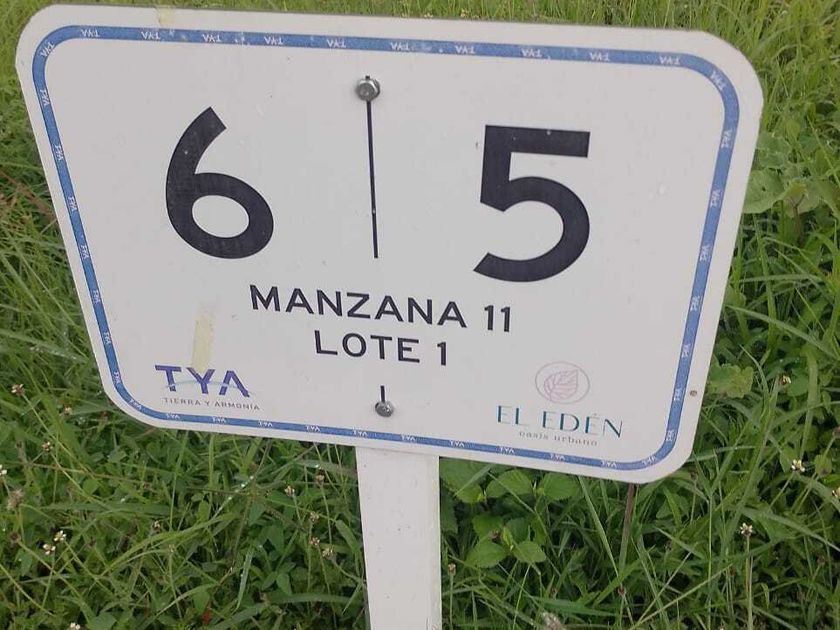 6 5
MANZANA 11
LOTE 1
TYA
TIERRA Y ARMONÍA
EL EDÉN
oasis urbano